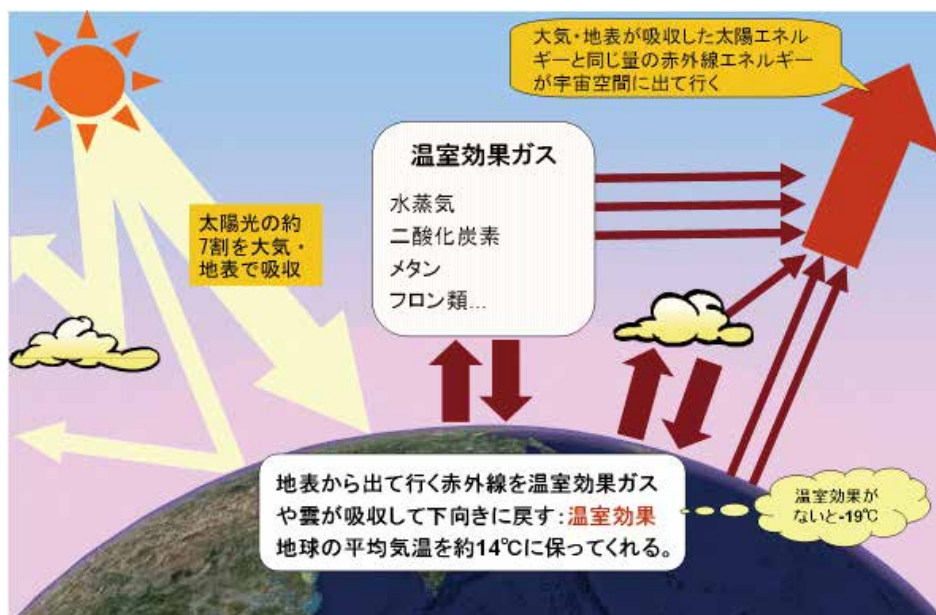 大気・地表が吸収した太陽エネル
ギーと同じ量の赤外線エネルギー
が宇宙空間に出て行く
温室効果ガス
水蒸気
二酸化炭素
メタン
フロン類...
太陽光の約
7割を大気・
地表で吸収
地表から出て行く赤外線を温室効果ガス
や雲が吸収して下向きに戻す：温室効果
地球の平均気温を約14℃に保ってくれる。
温室効果が
ないと-19℃